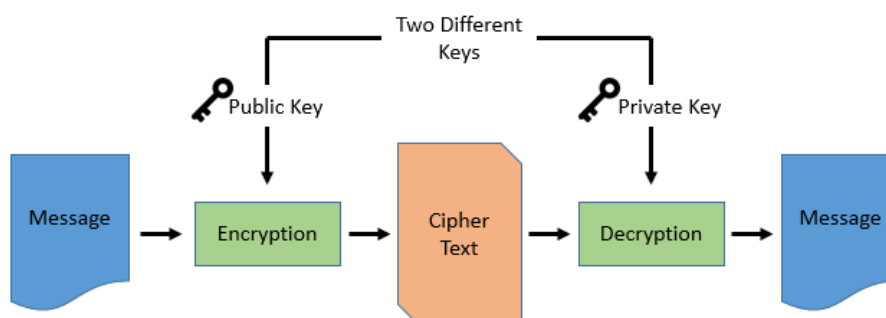 Two Different
Keys
Public Key
Private Key
Message
Encryption
Cipher
Text
Decryption
Message